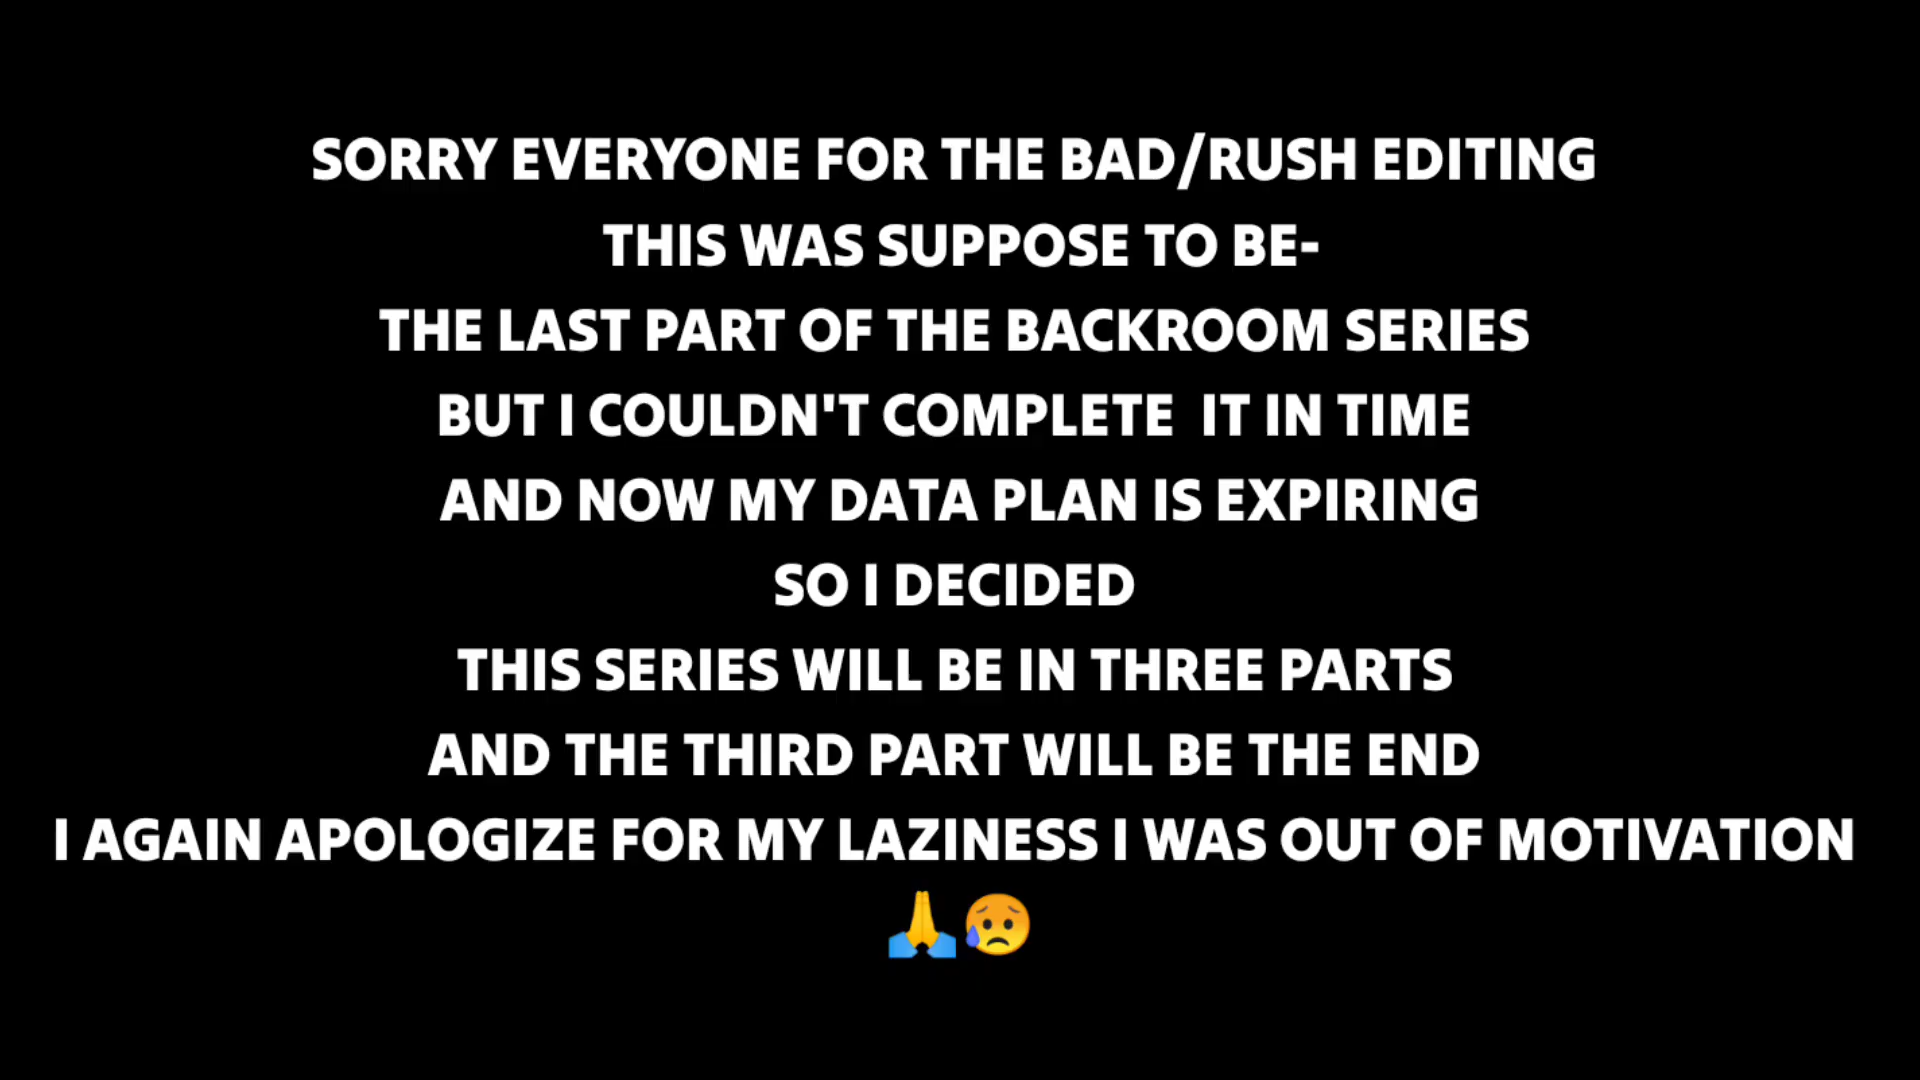 SORRY EVERYONE FOR THE BAD/RUSH EDITING
THIS WAS SUPPOSE TO BE-
THE LAST PART OF THE BACKROOM SERIES
BUT I COULDN'T COMPLETE  IT IN TIME
AND NOW MY DATA PLAN IS EXPIRING
SO I DECIDED
THIS SERIES WILL BE IN THREE PARTS
AND THE THIRD PART WILL BE THE END
I AGAIN APOLOGIZE FOR MY LAZINESS I WAS OUT OF MOTIVATION
🙏😥